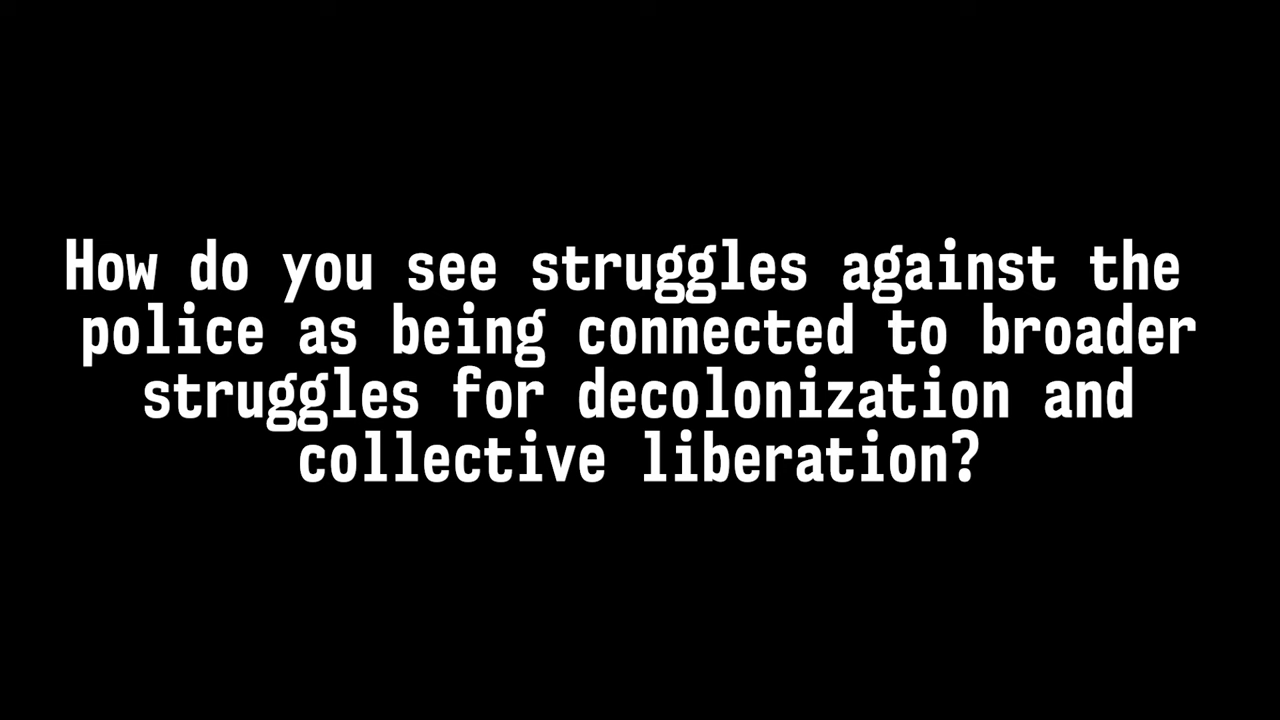 How do you see struggles against the
police as being connected to broader
struggles for decolonization and
collective liberation?